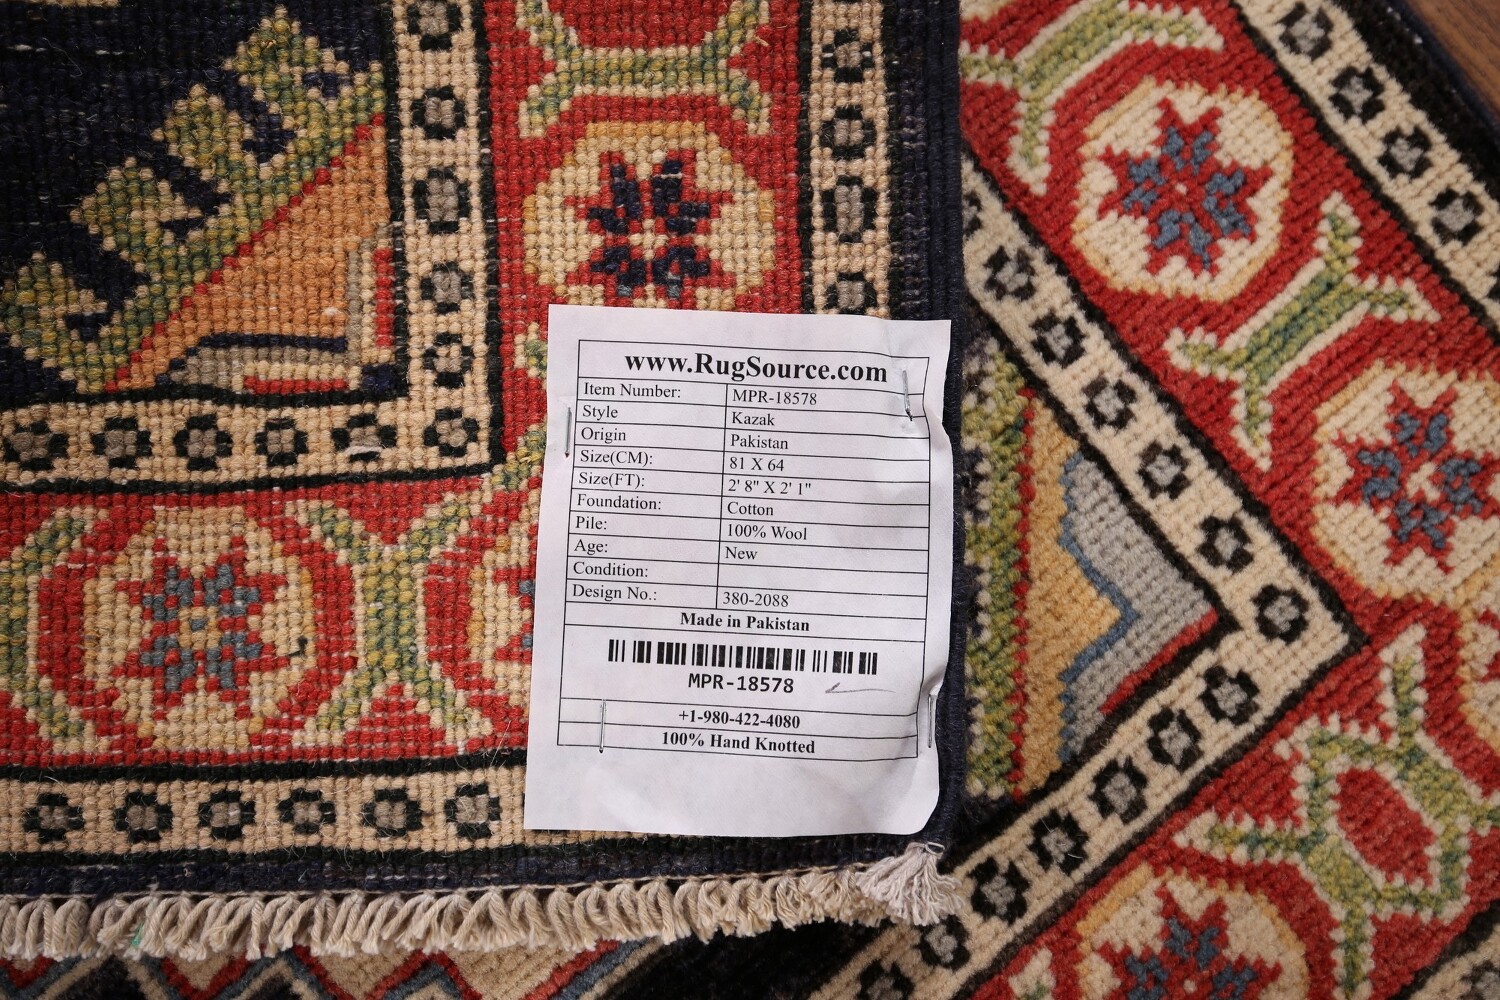 www.RugSource.com
Item Number: MPR-18578
Style Kazak
Origin Pakistan
Size(CM): 81 X 64
Size(FT): 2' 8" X 2' 1"
Foundation: Cotton
Pile: 100% Wool
Age: New
Condition:
Design No.: 380-2088
Made in Pakistan
MPR-18578
+1-980-422-4080
100% Hand Knotted